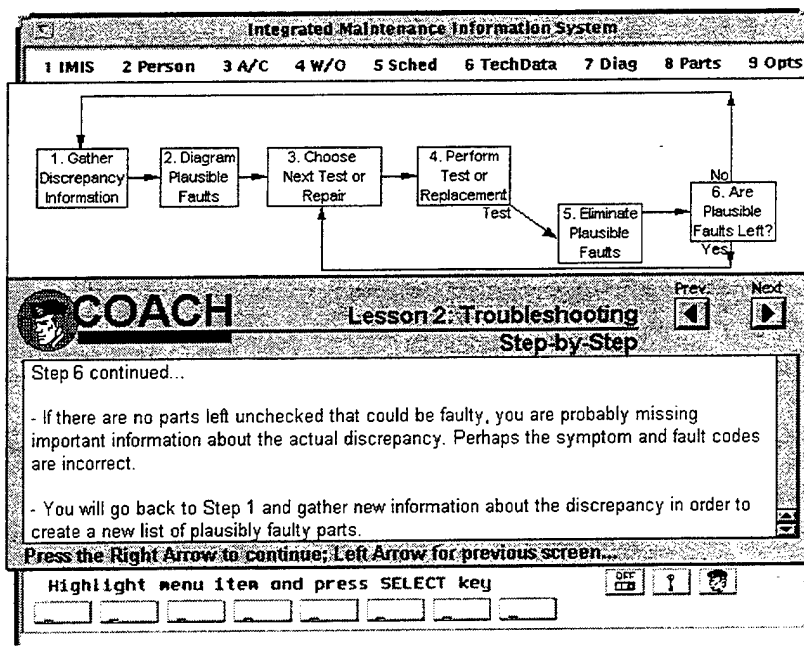 Integrated Maintenance Information System
1 IMIS 2 Person 3 A/C 4 W/O 5 Sched 6 TechData 7 Diag 8 Parts 9 Opts
1. Gather
Discrepancy
Information
2. Diagram
Plausible
Faults
3. Choose
Next Test or
Repair
4. Perform
Test or
Replacement
Test
5. Eliminate
Plausible
Faults
No
6. Are
Plausible
Faults Left?
Yes
COACH
Lesson 2: Troubleshooting
Step-by-Step
Prev.
Next
Step 6 continued...
- If there are no parts left unchecked that could be faulty, you are probably missing
important information about the actual discrepancy. Perhaps the symptom and fault codes
are incorrect.
- You will go back to Step 1 and gather new information about the discrepancy in order to
create a new list of plausibly faulty parts.
Press the Right Arrow to continue; Left Arrow for previous screen...
Highlight menu item and press SELECT key
OFF